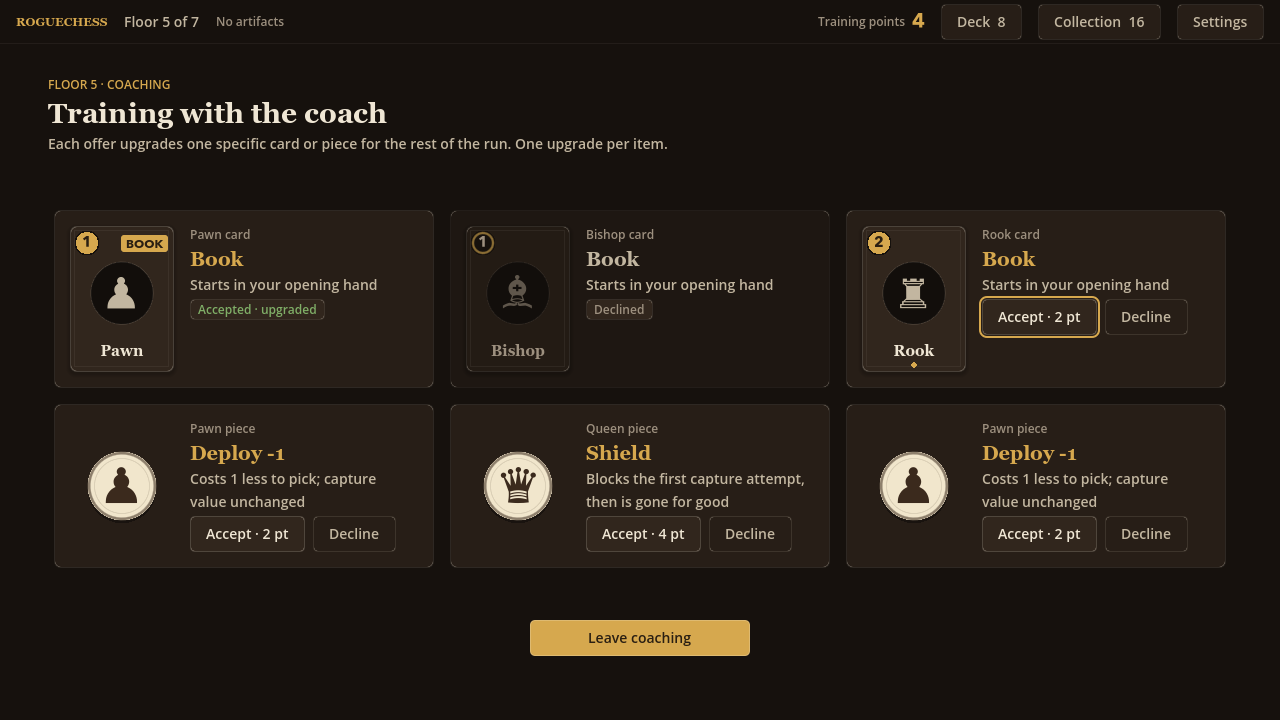 ROGUECHESS Floor 5 of 7 No artifacts Training points 4 Deck 8 Collection 16 Settings
FLOOR 5 · COACHING
Training with the coach
Each offer upgrades one specific card or piece for the rest of the run. One upgrade per item.
1 BOOK
Pawn
Pawn card
Book
Starts in your opening hand
Accepted · upgraded
1
Bishop
Bishop card
Book
Starts in your opening hand
Declined
2
Rook
Rook card
Book
Starts in your opening hand
Accept · 2 pt Decline
Pawn piece
Deploy -1
Costs 1 less to pick; capture
value unchanged
Accept · 2 pt Decline
Queen piece
Shield
Blocks the first capture attempt,
then is gone for good
Accept · 4 pt Decline
Pawn piece
Deploy -1
Costs 1 less to pick; capture
value unchanged
Accept · 2 pt Decline
Leave coaching